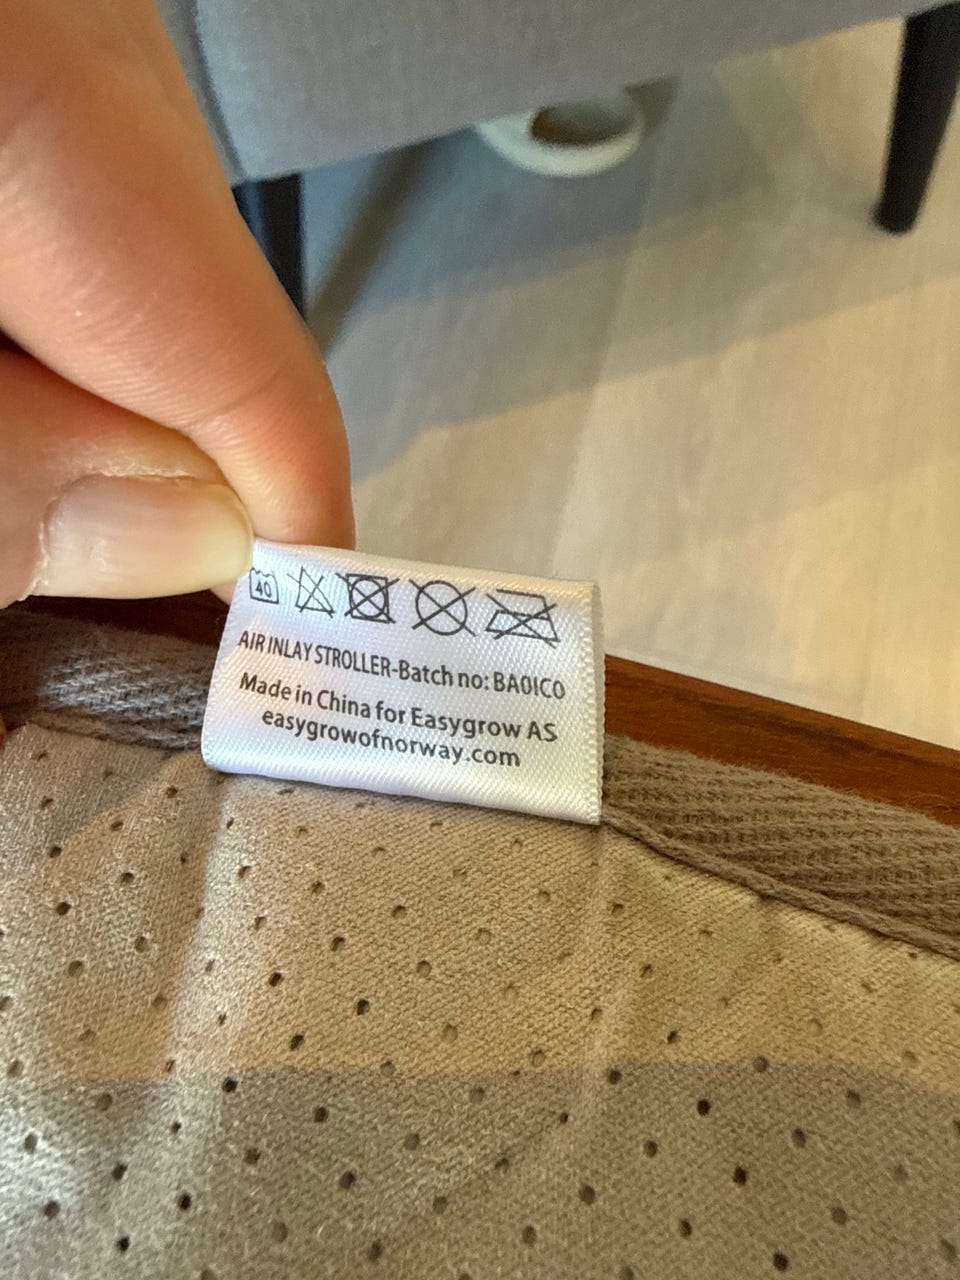 40
AIR INLAY STROLLER-Batch no: BA0IC0
Made in China for Easygrow AS
easygrowofnorway.com